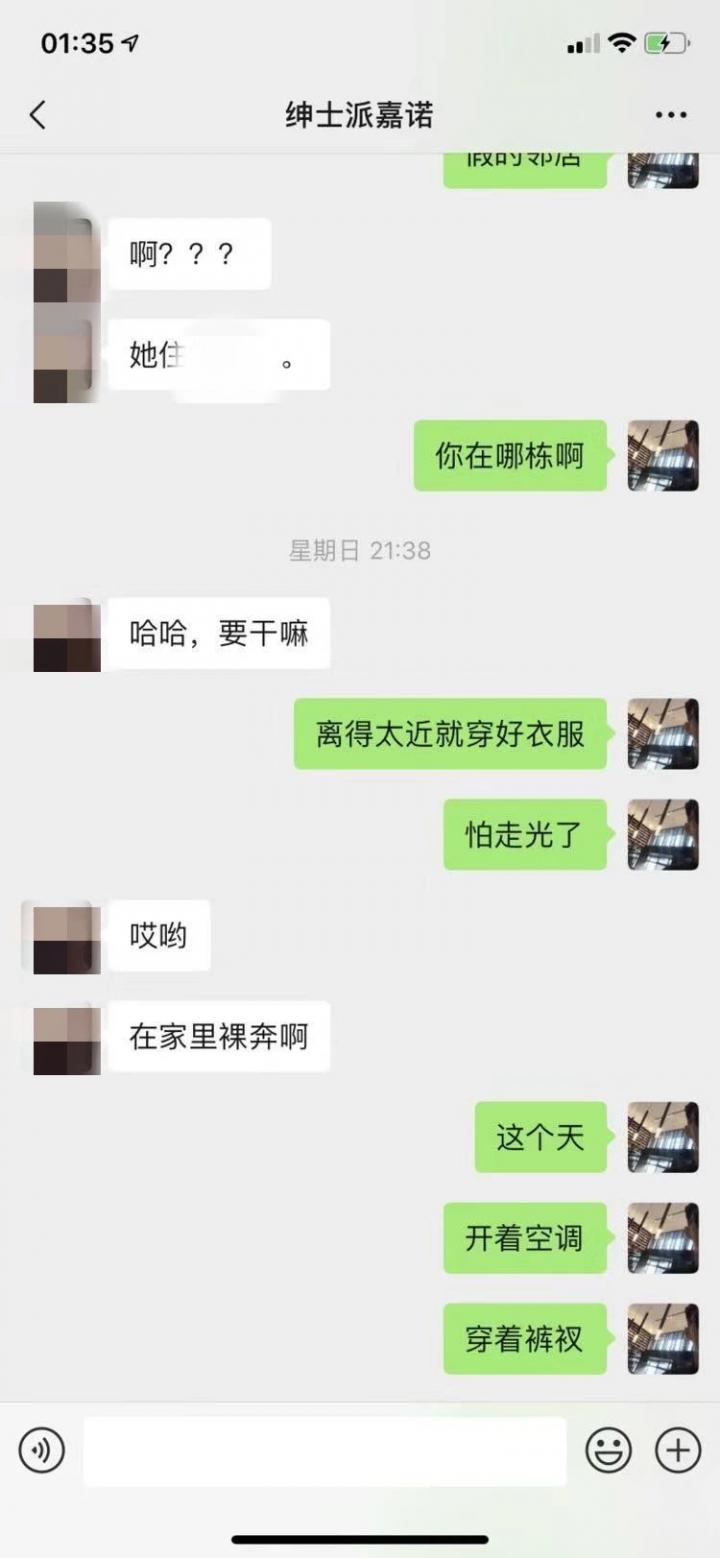 01:35
绅士派嘉诺
假的邻居
啊？？？
她住 。
你在哪栋啊
星期日 21:38
哈哈，要干嘛
离得太近就穿好衣服
怕走光了
哎哟
在家里裸奔啊
这个天
开着空调
穿着裤衩